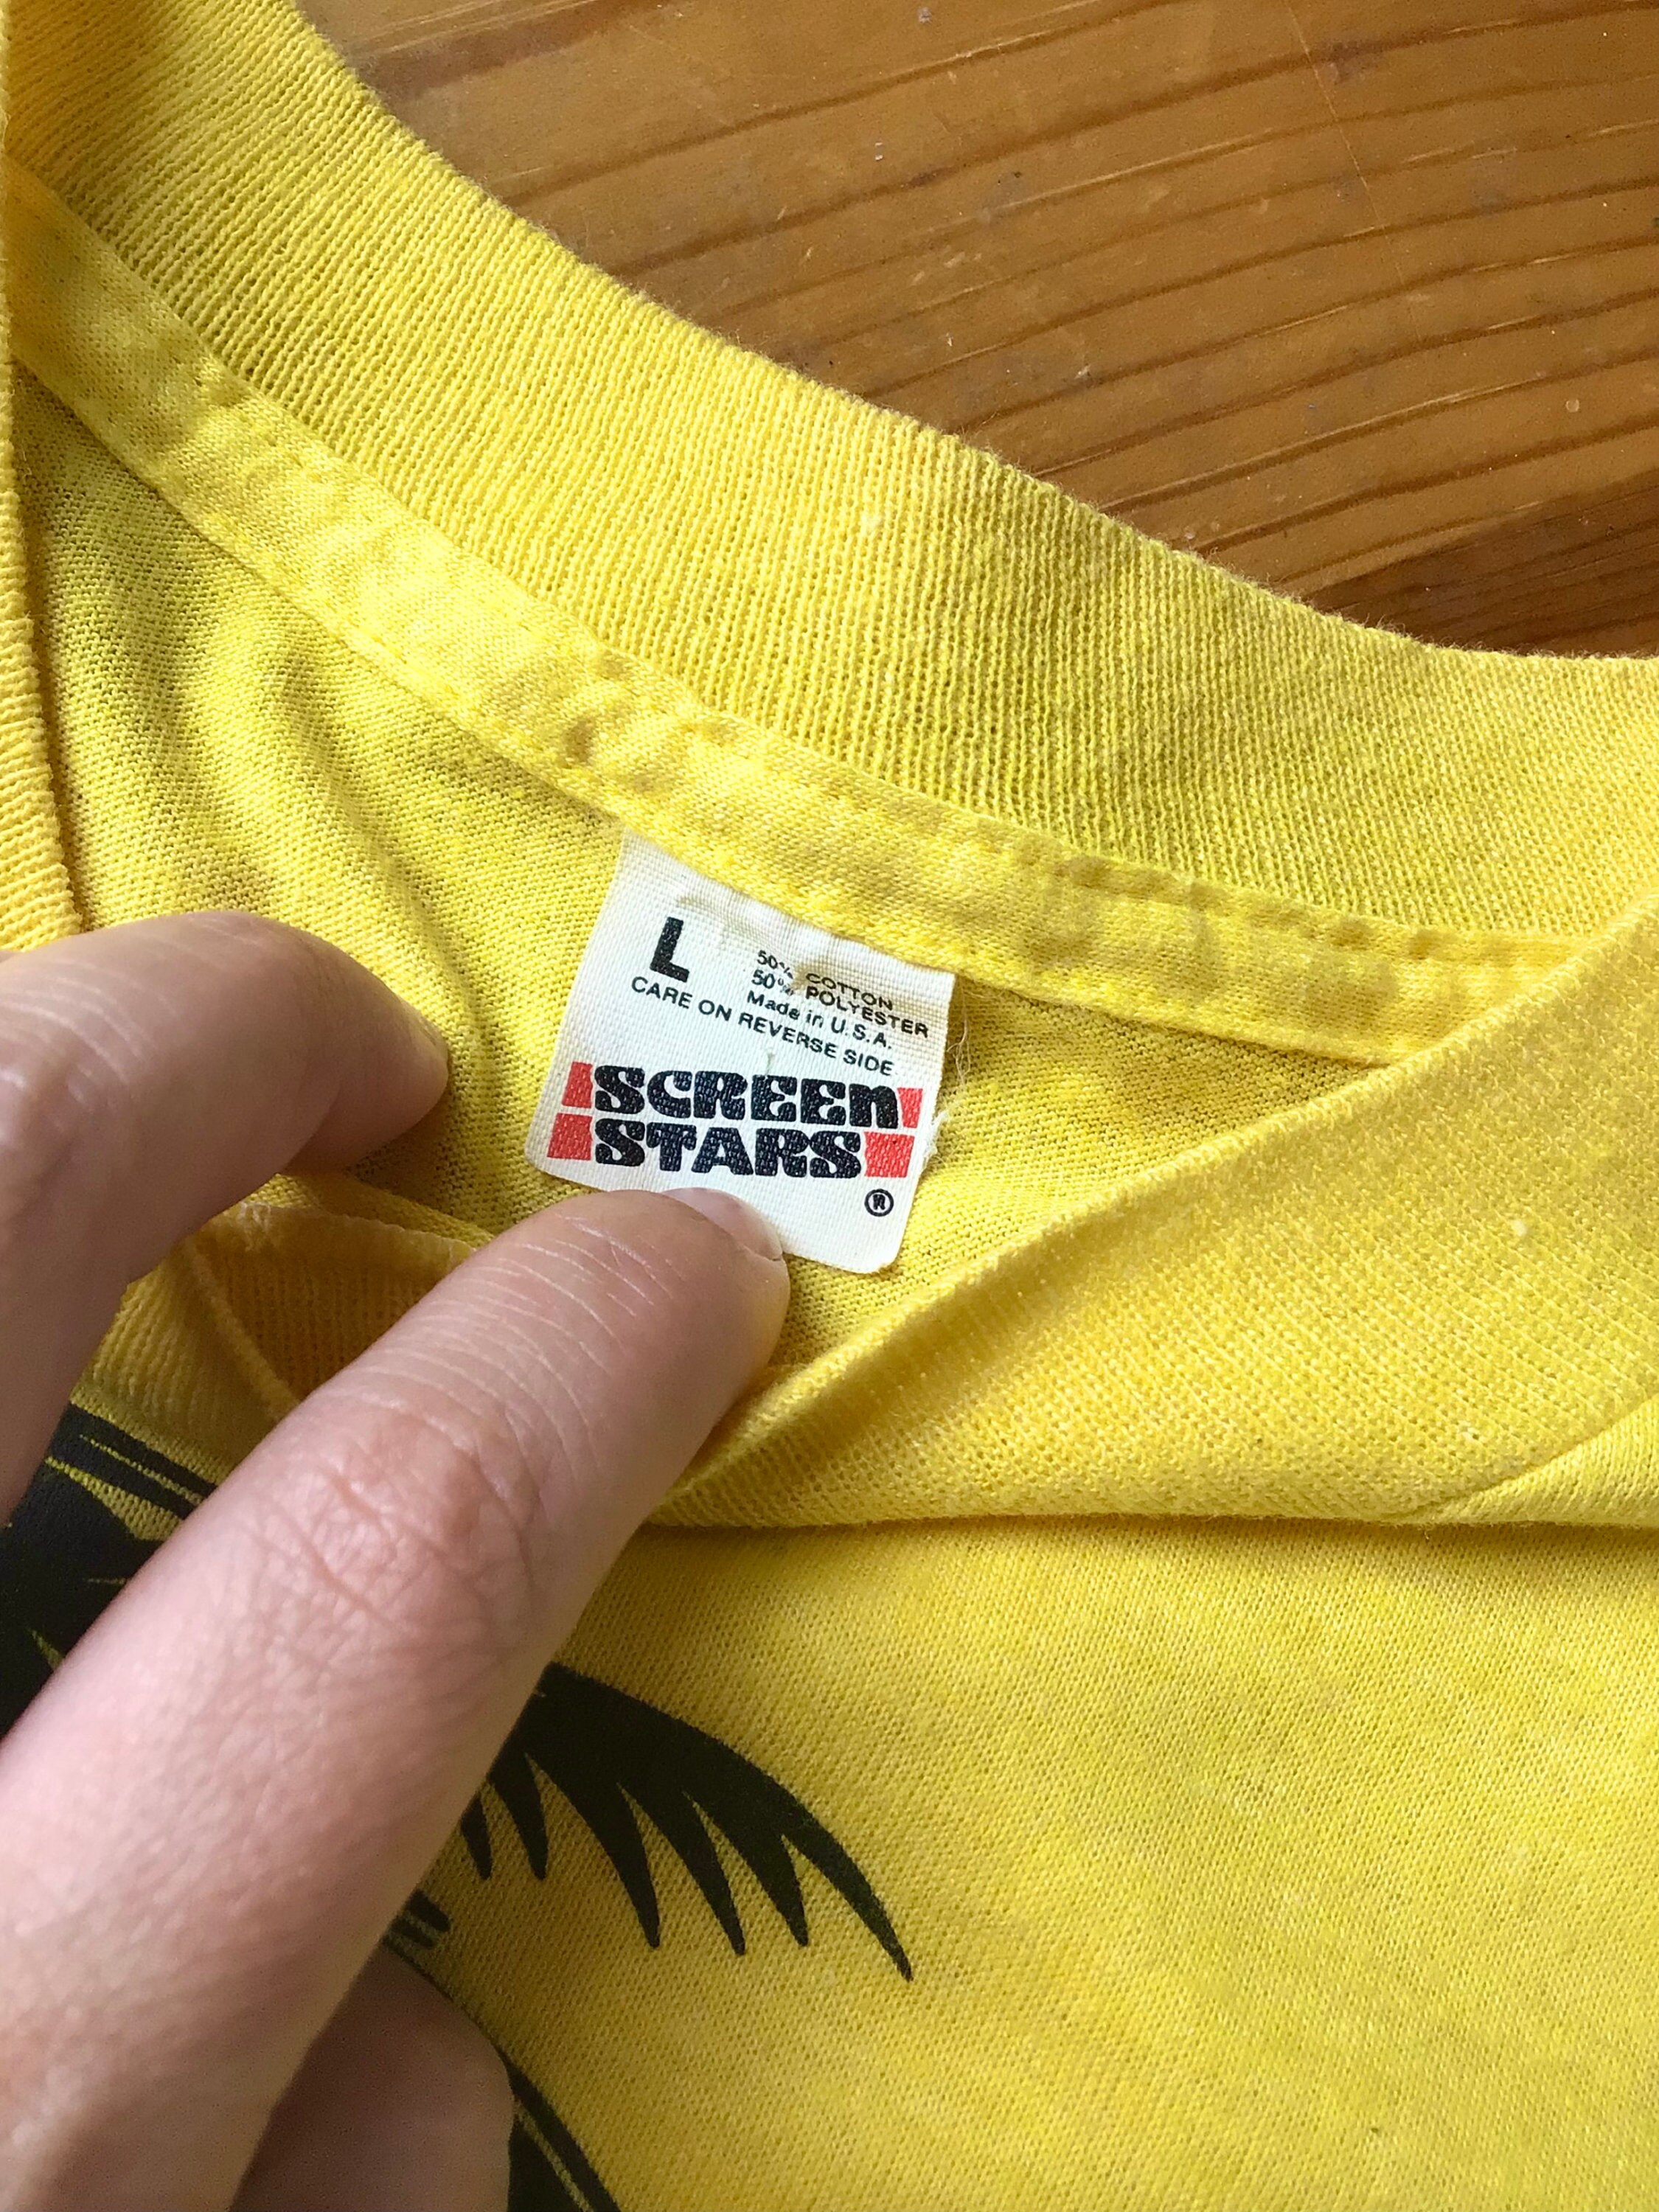 L
50% COTTON
50% POLYESTER
Made in U.S.A.
CARE ON REVERSE SIDE
SCREEN
STARS
®